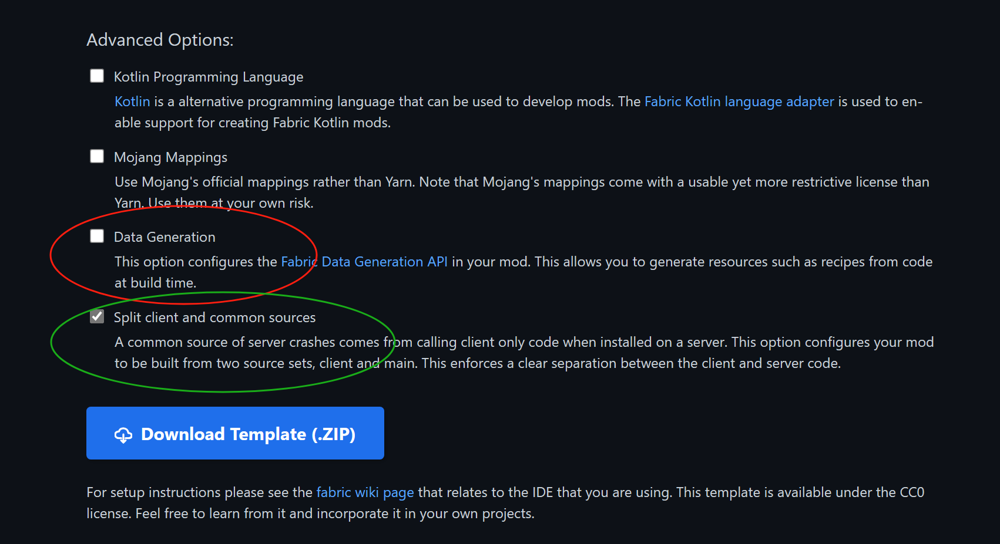 Advanced Options:
Kotlin Programming Language
Kotlin is a alternative programming language that can be used to develop mods. The Fabric Kotlin language adapter is used to en-
able support for creating Fabric Kotlin mods.
Mojang Mappings
Use Mojang's official mappings rather than Yarn. Note that Mojang's mappings come with a usable yet more restrictive license than
Yarn. Use them at your own risk.
Data Generation
This option configures the Fabric Data Generation API in your mod. This allows you to generate resources such as recipes from code
at build time.
Split client and common sources
A common source of server crashes comes from calling client only code when installed on a server. This option configures your mod
to be built from two source sets, client and main. This enforces a clear separation between the client and server code.
Download Template (.ZIP)
For setup instructions please see the fabric wiki page that relates to the IDE that you are using. This template is available under the CC0
license. Feel free to learn from it and incorporate it in your own projects.